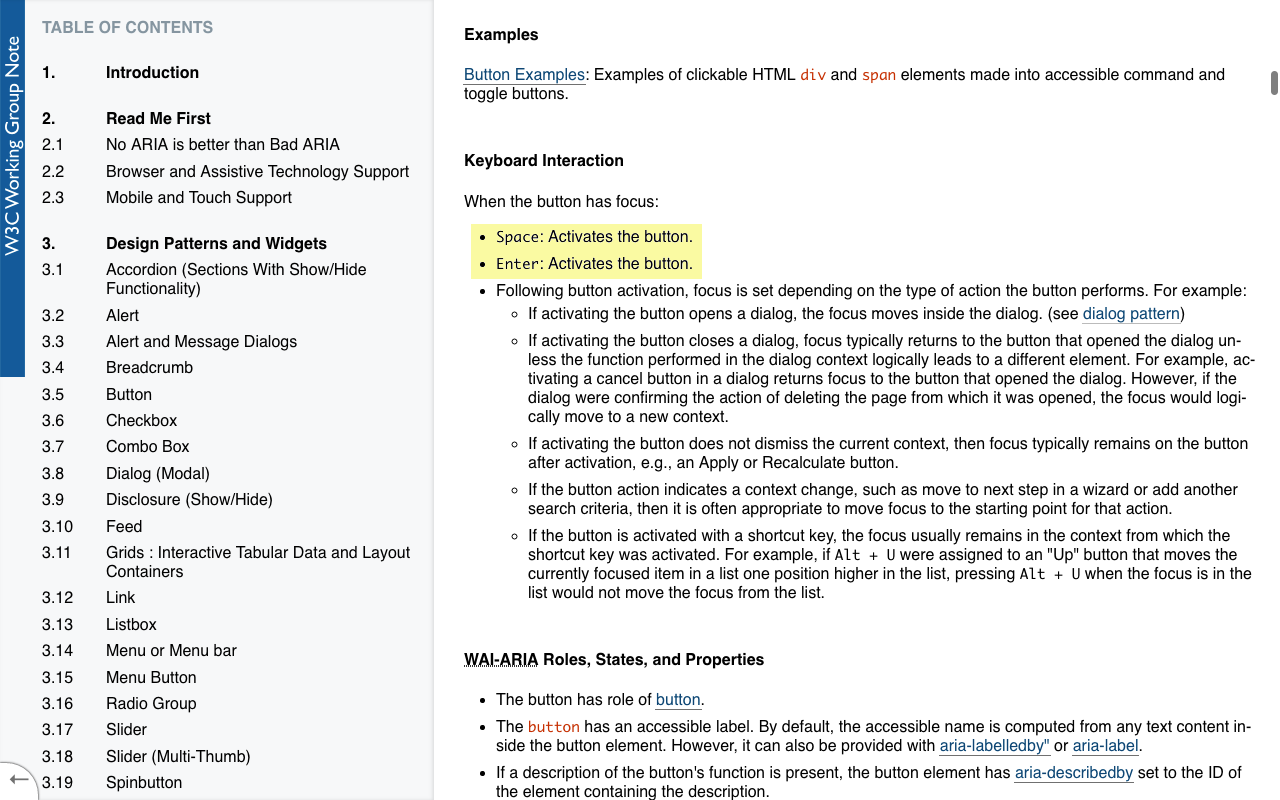 W3C Working Group Note
TABLE OF CONTENTS
1. Introduction
2. Read Me First
2.1 No ARIA is better than Bad ARIA
2.2 Browser and Assistive Technology Support
2.3 Mobile and Touch Support
3. Design Patterns and Widgets
3.1 Accordion (Sections With Show/Hide
Functionality)
3.2 Alert
3.3 Alert and Message Dialogs
3.4 Breadcrumb
3.5 Button
3.6 Checkbox
3.7 Combo Box
3.8 Dialog (Modal)
3.9 Disclosure (Show/Hide)
3.10 Feed
3.11 Grids : Interactive Tabular Data and Layout
Containers
3.12 Link
3.13 Listbox
3.14 Menu or Menu bar
3.15 Menu Button
3.16 Radio Group
3.17 Slider
3.18 Slider (Multi-Thumb)
3.19 Spinbutton
←
Examples
Button Examples: Examples of clickable HTML div and span elements made into accessible command and
toggle buttons.
Keyboard Interaction
When the button has focus:
• Space: Activates the button.
• Enter: Activates the button.
• Following button activation, focus is set depending on the type of action the button performs. For example:
◦ If activating the button opens a dialog, the focus moves inside the dialog. (see dialog pattern)
◦ If activating the button closes a dialog, focus typically returns to the button that opened the dialog un-
less the function performed in the dialog context logically leads to a different element. For example, ac-
tivating a cancel button in a dialog returns focus to the button that opened the dialog. However, if the
dialog were confirming the action of deleting the page from which it was opened, the focus would logi-
cally move to a new context.
◦ If activating the button does not dismiss the current context, then focus typically remains on the button
after activation, e.g., an Apply or Recalculate button.
◦ If the button action indicates a context change, such as move to next step in a wizard or add another
search criteria, then it is often appropriate to move focus to the starting point for that action.
◦ If the button is activated with a shortcut key, the focus usually remains in the context from which the
shortcut key was activated. For example, if Alt + U were assigned to an "Up" button that moves the
currently focused item in a list one position higher in the list, pressing Alt + U when the focus is in the
list would not move the focus from the list.
WAI-ARIA Roles, States, and Properties
• The button has role of button.
• The button has an accessible label. By default, the accessible name is computed from any text content in-
side the button element. However, it can also be provided with aria-labelledby" or aria-label.
• If a description of the button's function is present, the button element has aria-describedby set to the ID of
the element containing the description.